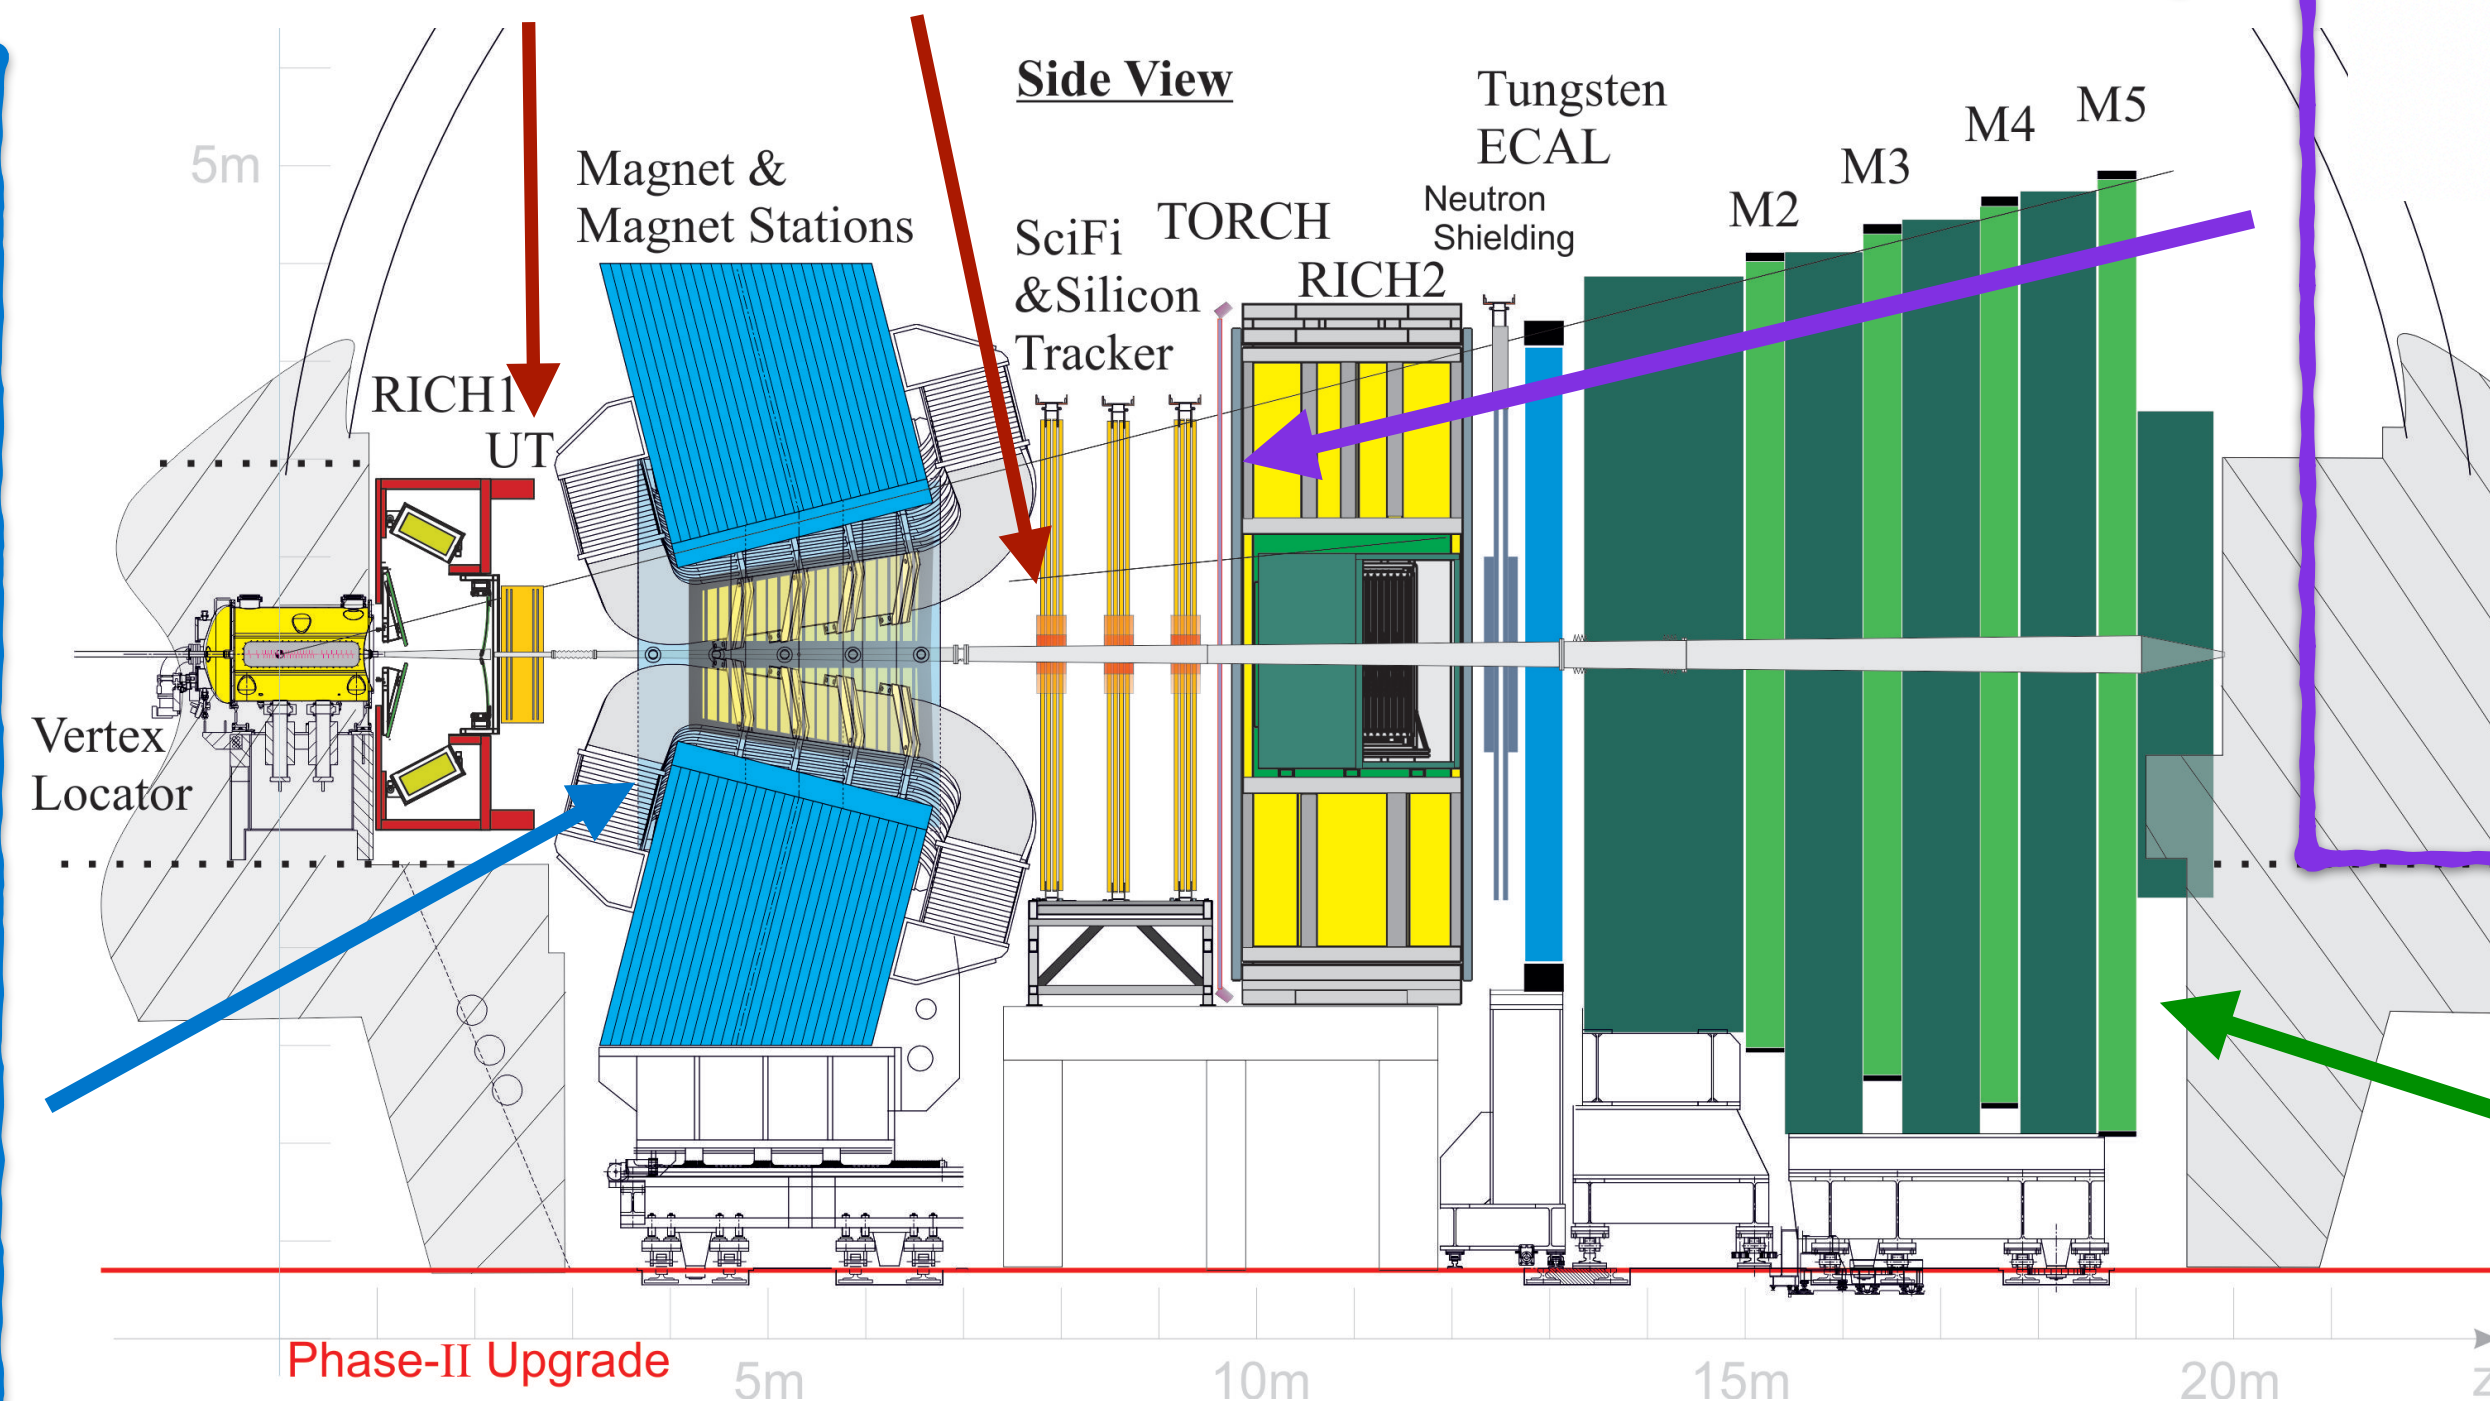 Side View
Tungsten
ECAL
M5
M4
M3
M2
5m
Magnet &
Magnet Stations
SciFi
&Silicon
Tracker
TORCH
Neutron
Shielding
RICH2
RICH1
UT
Vertex
Locator
Phase-II Upgrade
5m
10m
15m
20m
z